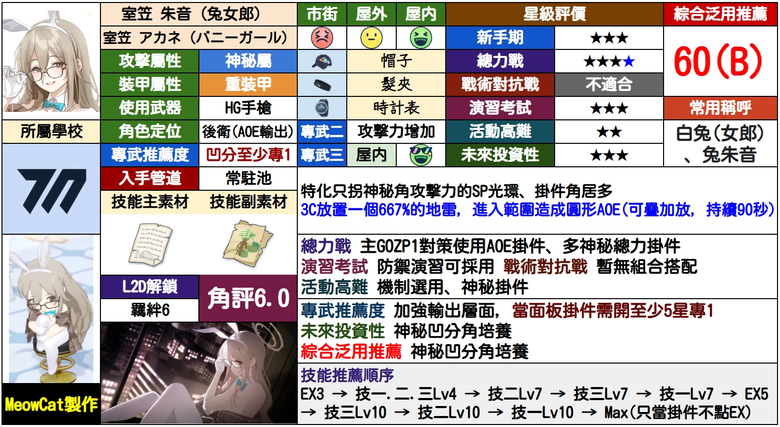 室笠 朱音 (兔女郎)
市街 屋外 屋内
星級評價
綜合泛用推薦
室笠 アカネ (バニーガール)
新手期 ★★★
60(B)
攻擊屬性 神秘屬
帽子
總力戰 ★★★★
裝甲屬性 重裝甲
髮夾
戰術對抗戰 不適合
使用武器 HG手槍
時計表
演習考試 ★★★
常用稱呼
所屬學校
角色定位 後衛(AOE輸出)
專武二 攻擊力增加
活動高難 ★★
白兔(女郎)
、兔朱音
專武推薦度 凹分至少專1
專武三 屋内
未來投資性 ★★★
入手管道 常駐池
特化只拐神秘角攻擊力的SP光環、掛件角居多
3C放置一個667%的地雷, 進入範圍造成圓形AOE(可疊加放, 持續90秒)
技能主素材 技能副素材
總力戰 主GOZP1對策使用AOE掛件、多神秘總力掛件
演習考試 防禦演習可採用 戰術對抗戰 暫無組合搭配
活動高難 機制選用、神秘掛件
L2D解鎖
羈絆6
角評6.0
專武推薦度 加強輸出層面, 當面板掛件需開至少5星專1
未來投資性 神秘凹分角培養
綜合泛用推薦 神秘凹分角培養
技能推薦順序
EX3 → 技一.二.三Lv4 → 技二Lv7 → 技三Lv7 → 技一Lv7 → EX5
→ 技三Lv10 → 技二Lv10 → 技一Lv10 → Max(只當掛件不點EX)
MeowCat製作